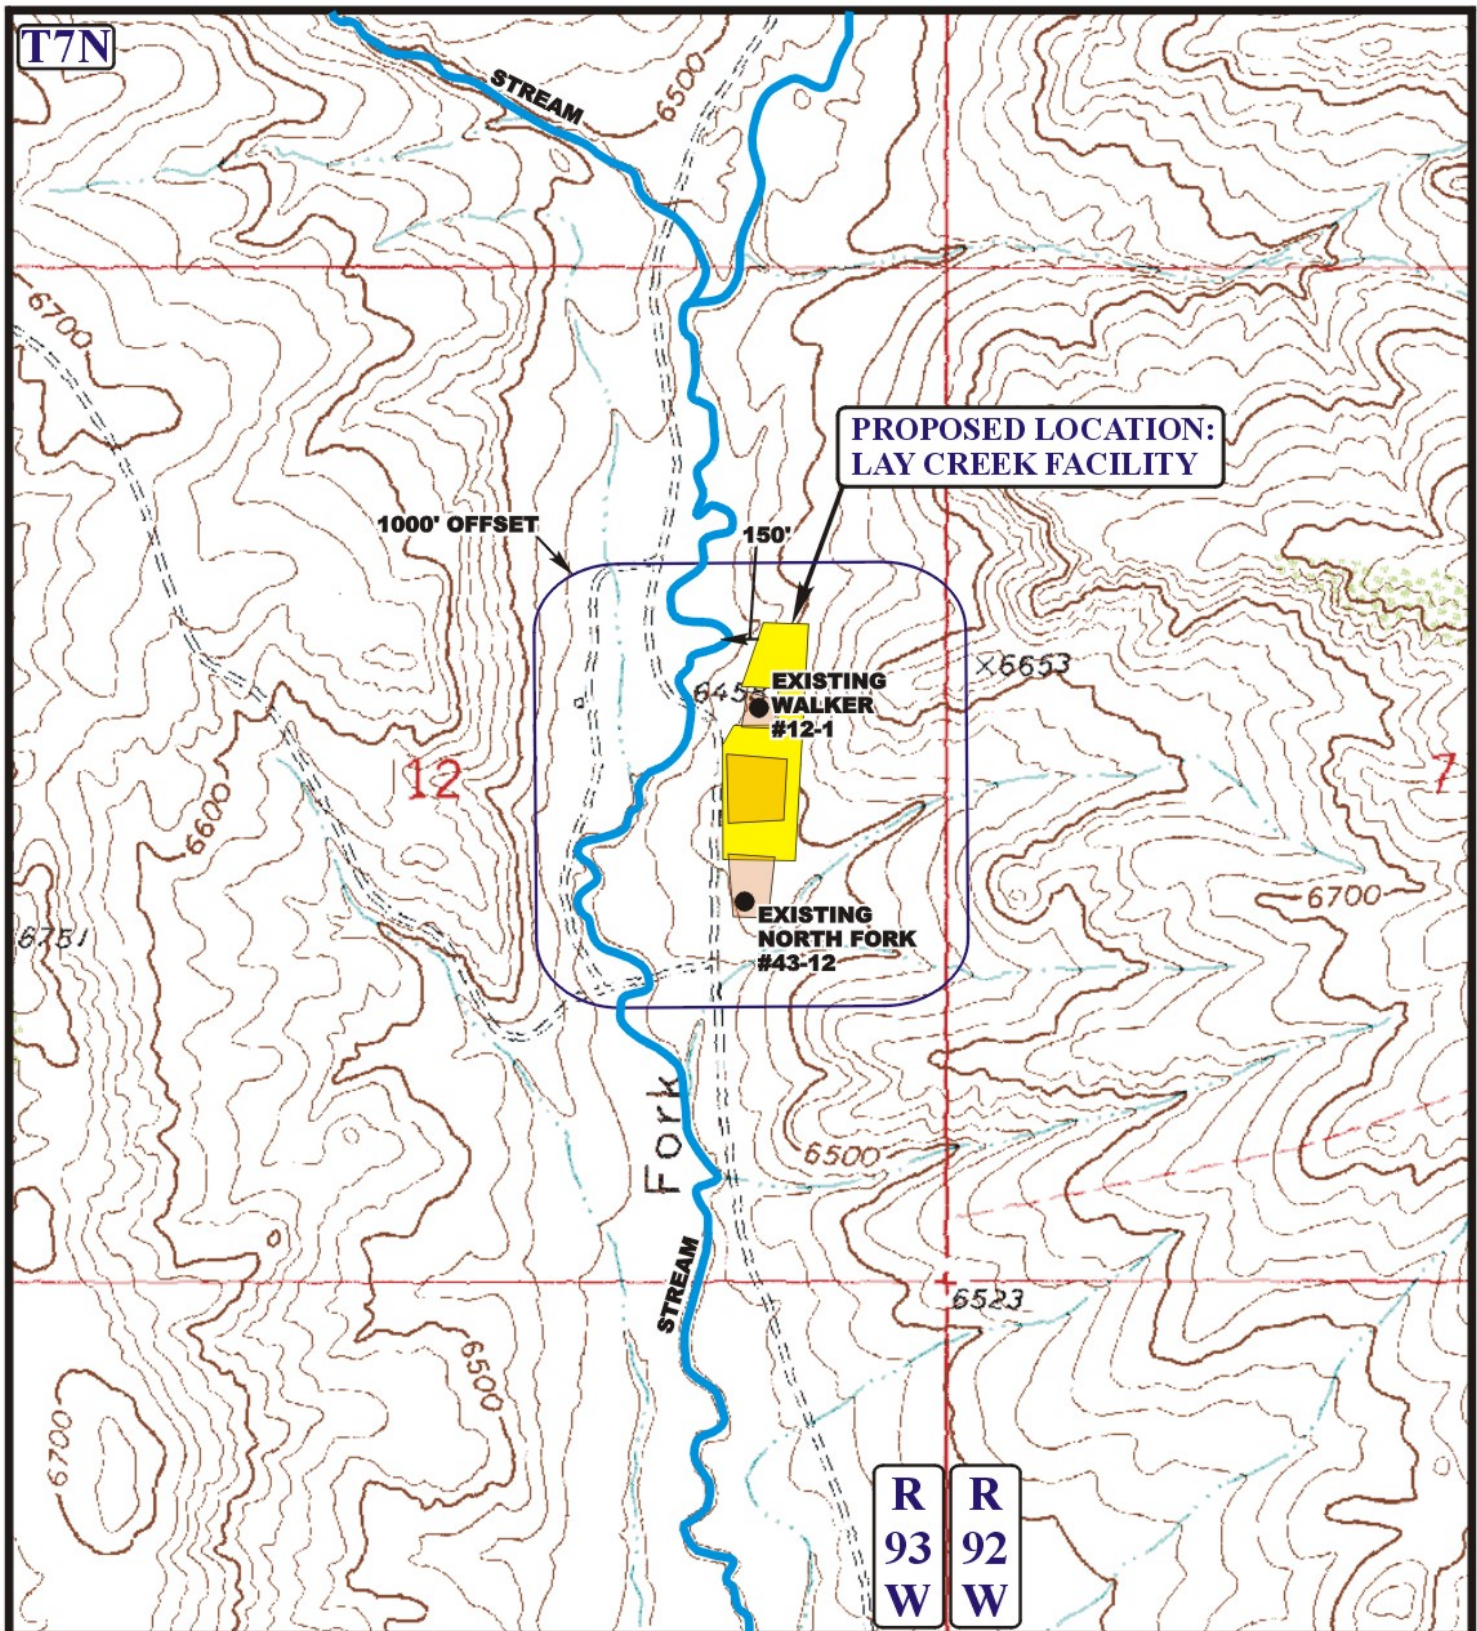 T7N
STREAM
6500
6700
PROPOSED LOCATION:
LAY CREEK FACILITY
1000' OFFSET
150'
×6653
EXISTING
WALKER
#12-1
12
7
6600
6700
6751
EXISTING
NORTH FORK
#43-12
Fork
6500
STREAM
6523
6500
6700
R
93
W
R
92
W